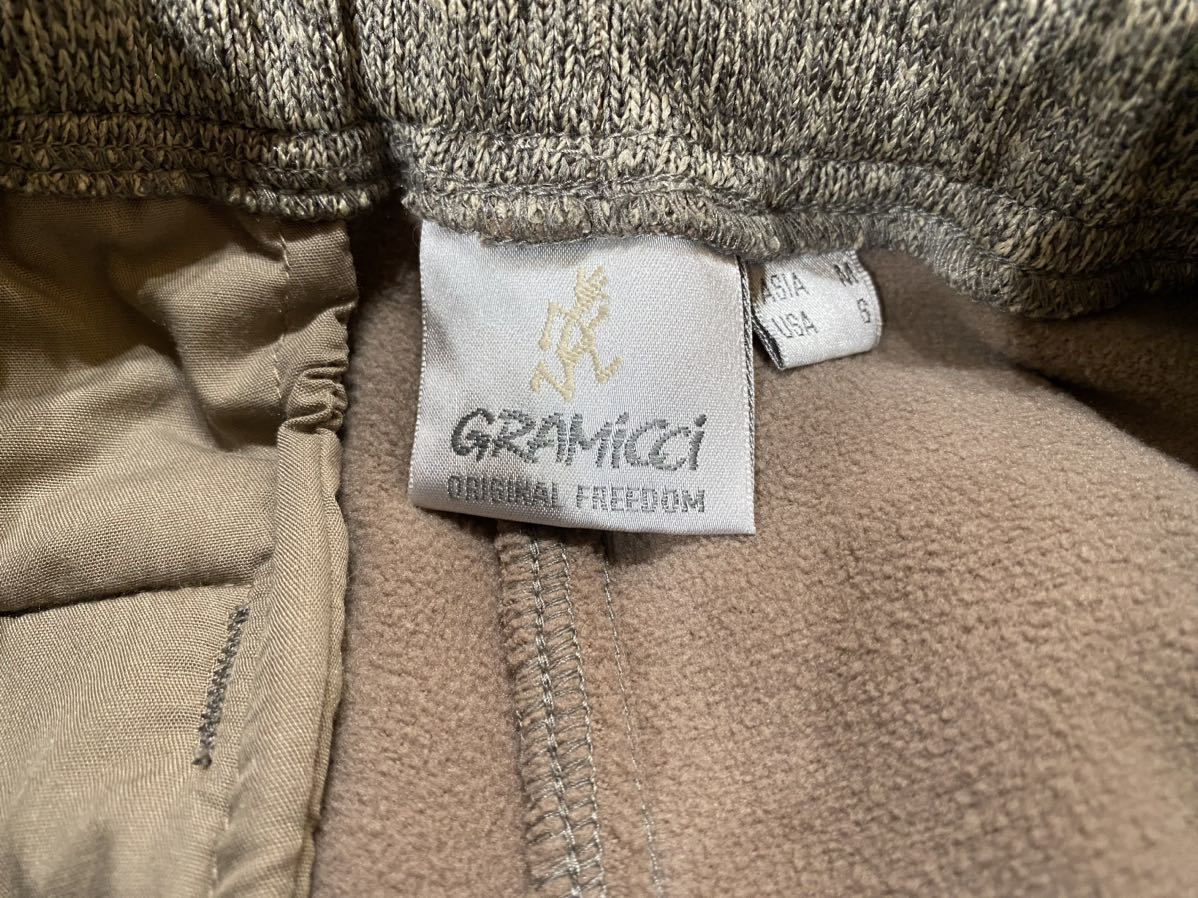 GRAMiCCi
ORIGINAL FREEDOM
ASIA M
USA S